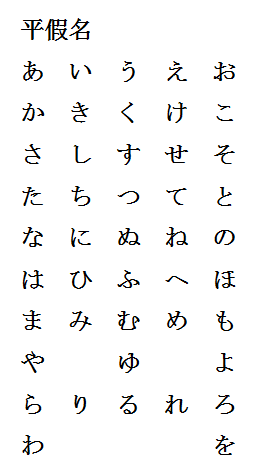 平假名
あ い う え お
か き く け こ
さ し す せ そ
た ち つ て と
な に ぬ ね の
は ひ ふ へ ほ
ま み む め も
や ゆ よ
ら り る れ ろ
わ を